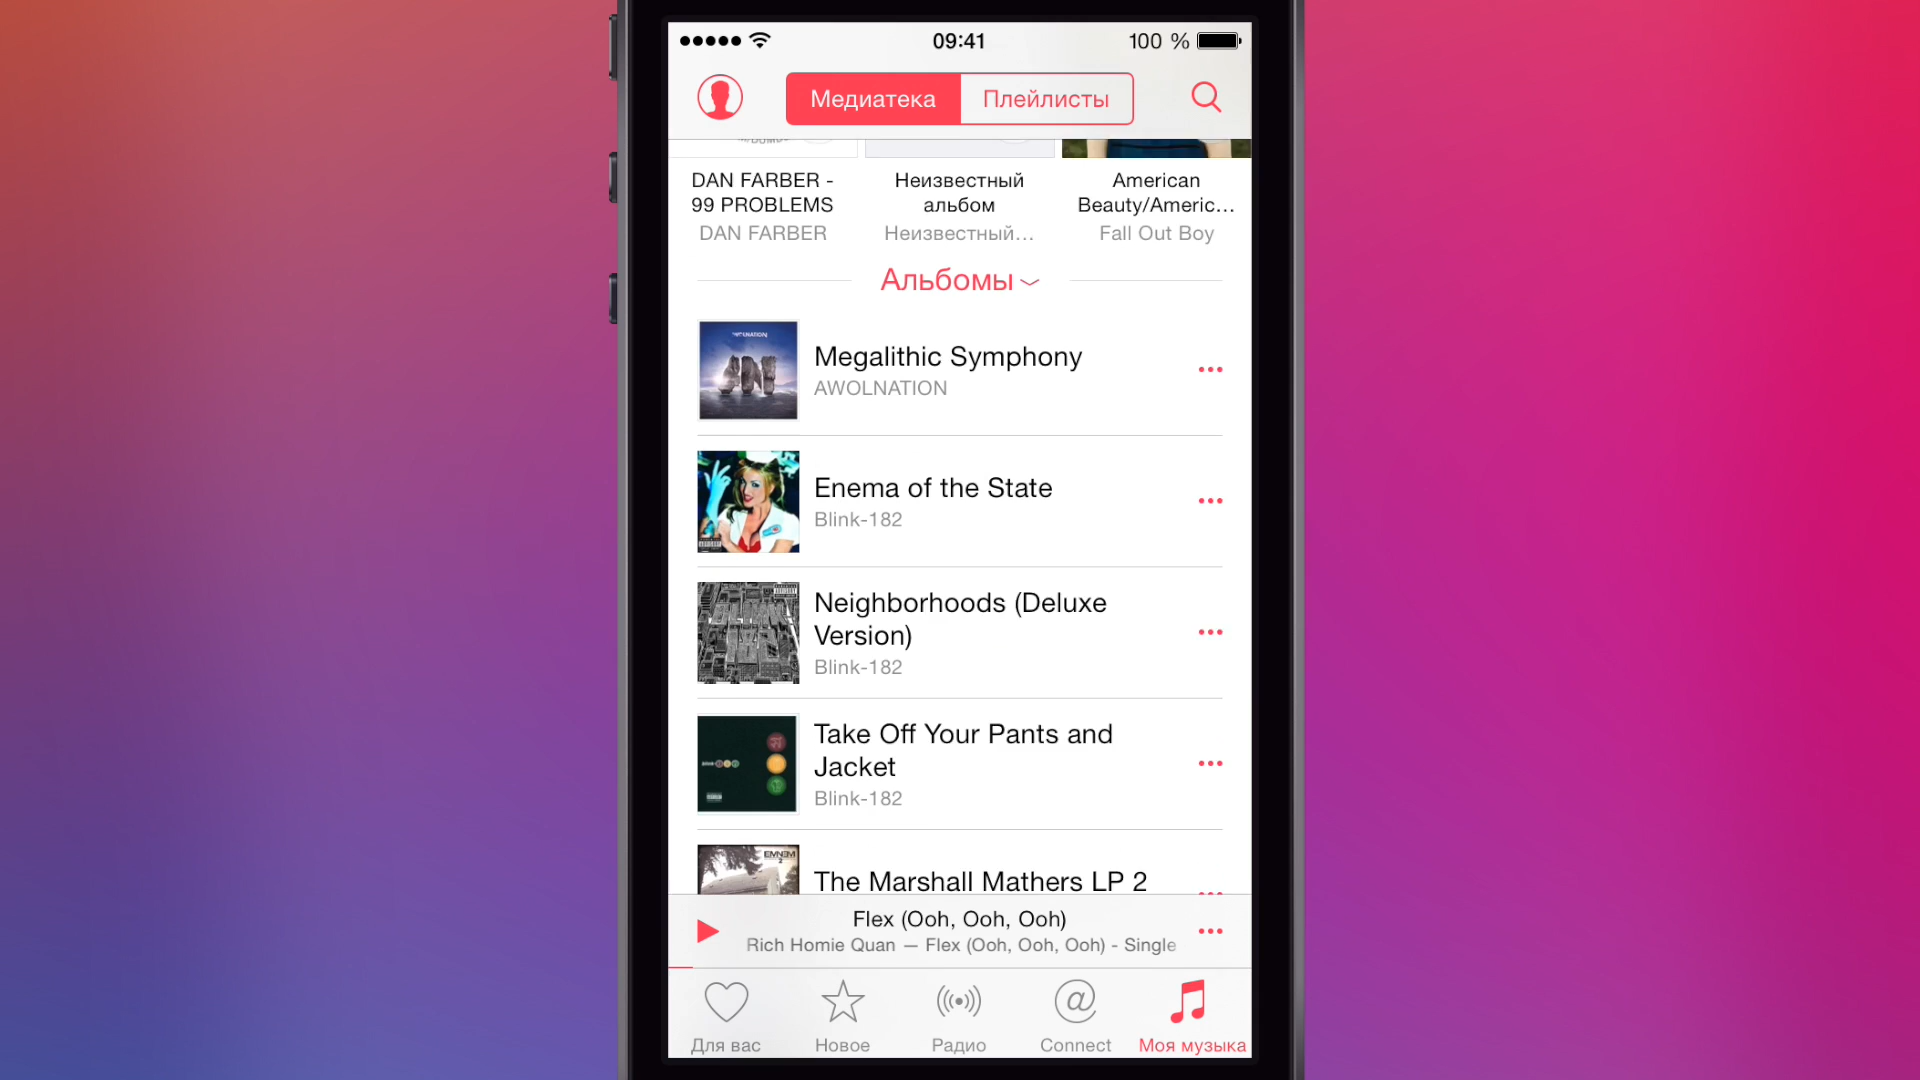 09:41
100 %
Медиатека
Плейлисты
DAN FARBER -
99 PROBLEMS
DAN FARBER
Неизвестный
альбом
Неизвестный...
American
Beauty/Americ...
Fall Out Boy
Альбомы
Megalithic Symphony
AWOLNATION
Enema of the State
Blink-182
Neighborhoods (Deluxe
Version)
Blink-182
Take Off Your Pants and
Jacket
Blink-182
EMINEM
The Marshall Mathers LP 2
Flex (Ooh, Ooh, Ooh)
Rich Homie Quan — Flex (Ooh, Ooh, Ooh) - Single
Для вас
Новое
Радио
Connect
Моя музыка